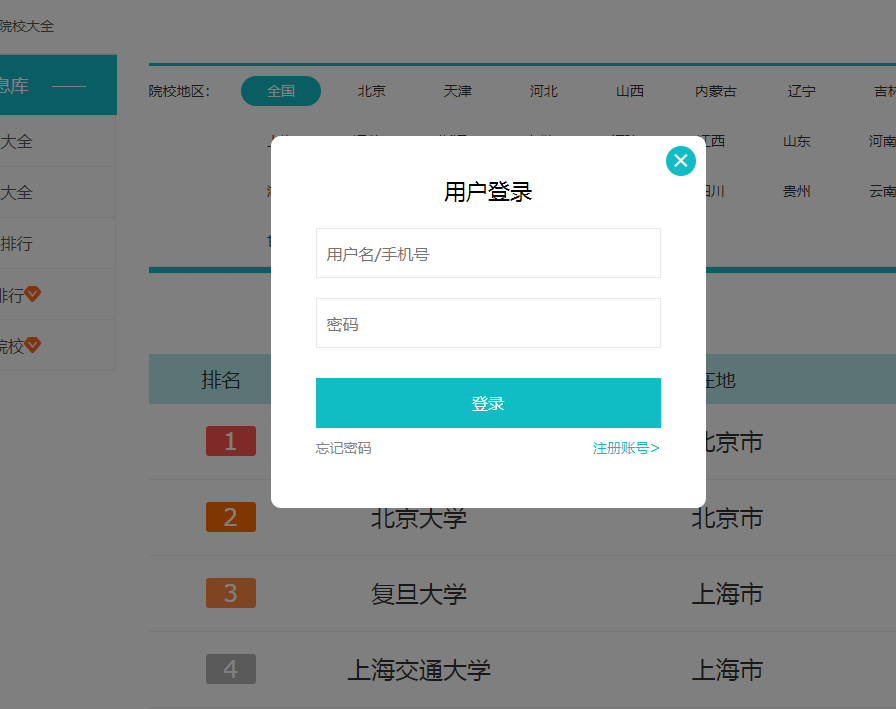 院校大全
息库
院校地区： 全国 北京 天津 河北 山西 内蒙古 辽宁 吉林
大全
江西 山东 河南
大全
四川 贵州 云南
排行
排行
院校
用户登录
用户名/手机号
密码
登录
忘记密码 注册账号>
排名 在地
1 北京市
2 北京大学 北京市
3 复旦大学 上海市
4 上海交通大学 上海市